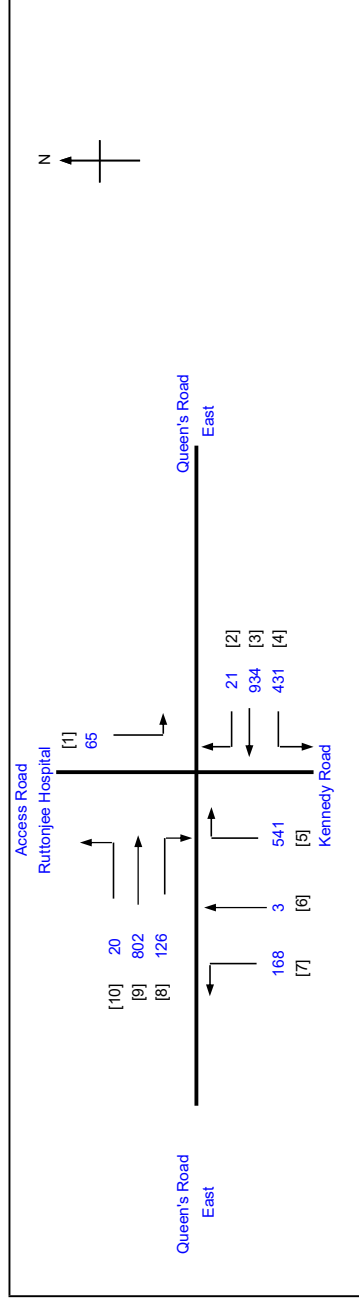 N
Access Road
Ruttonjee Hospital
[1]
65
[10] 20
[9] 802
[8] 126
Queen's Road
East
Queen's Road
East
21 [2]
934 [3]
431 [4]
168 3 541
[7] [6] [5]
Kennedy Road